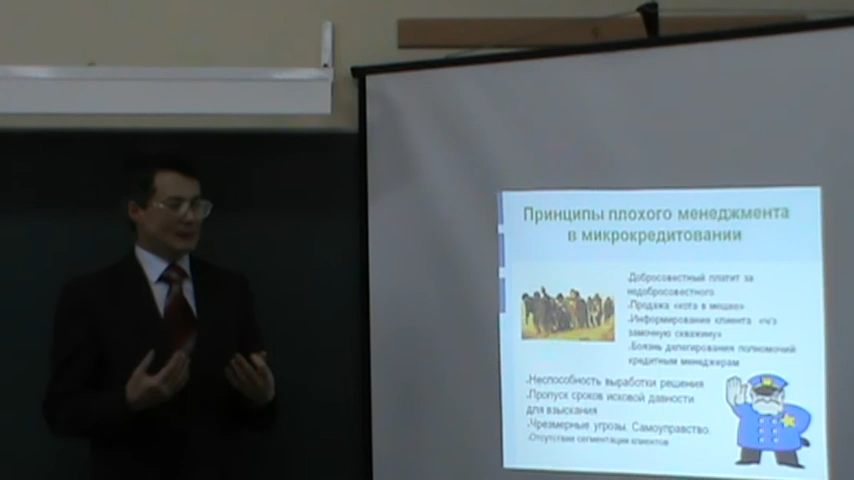 Принципы плохого менеджмента
в микрокредитовании
Добросовестный платит за
недобросовестного
Продажа «кота в мешке»
Информирование клиента «ч/з
замочную скважину»
Боязнь делегирования полномочий
кредитным менеджерам
Неспособность выработки решения
Пропуск сроков исковой давности
для взыскания
Чрезмерные угрозы. Самоуправство
Отсутствие сегментации клиентов